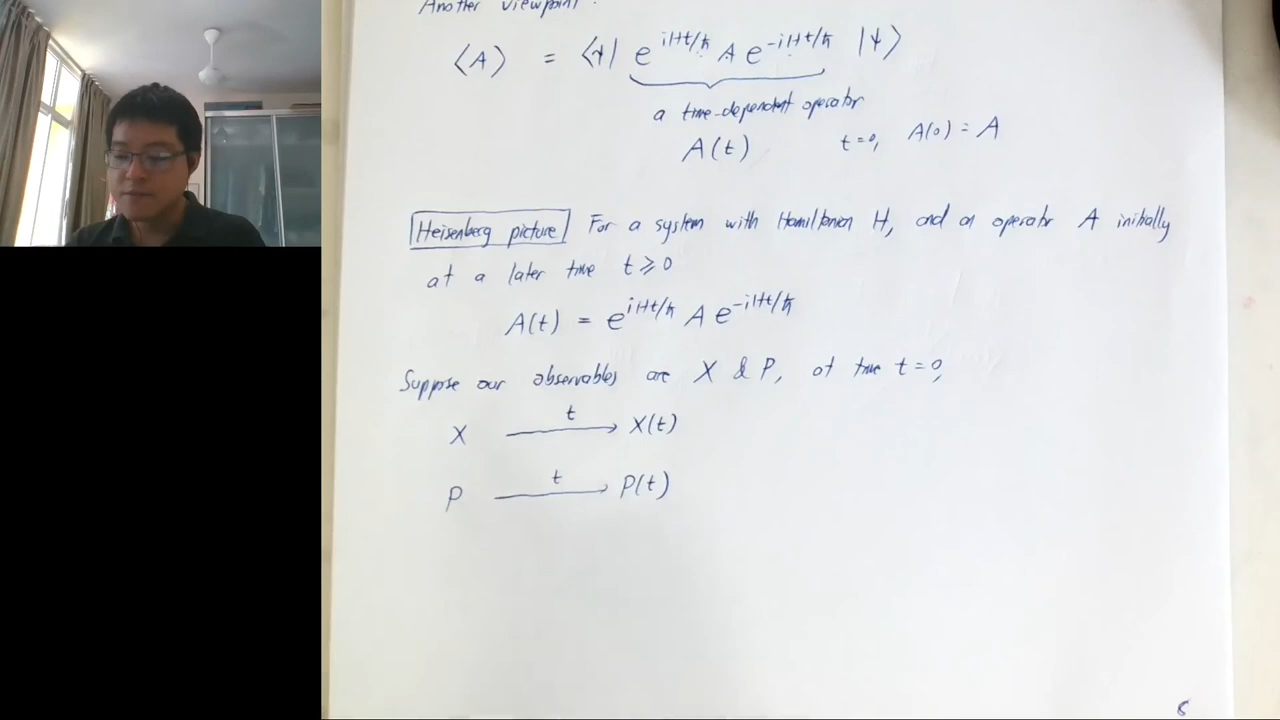 Another viewpoint:
⟨A⟩ = ⟨ψ| e^{iHt/ħ} A e^{-iHt/ħ} |ψ⟩
a time-dependent operator
A(t) t=0, A(0) = A
Heisenberg picture For a system with Hamiltonian H, and an operator A initially
at a later time t ⩾ 0
A(t) = e^{iHt/ħ} A e^{-iHt/ħ}
Suppose our observables are X & P, at time t=0,
t
X ⟶ X(t)
t
P ⟶ P(t)
8